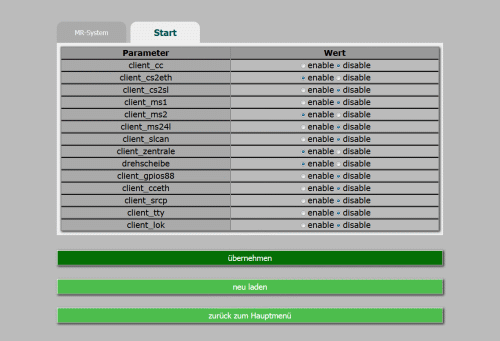 MR-System Start
Parameter Wert
client_cc enable disable
client_cs2eth enable disable
client_cs2sl enable disable
client_ms1 enable disable
client_ms2 enable disable
client_ms24l enable disable
client_slcan enable disable
client_zentrale enable disable
drehscheibe enable disable
client_gpios88 enable disable
client_cceth enable disable
client_srcp enable disable
client_tty enable disable
client_lok enable disable
übernehmen
neu laden
zurück zum Hauptmenü